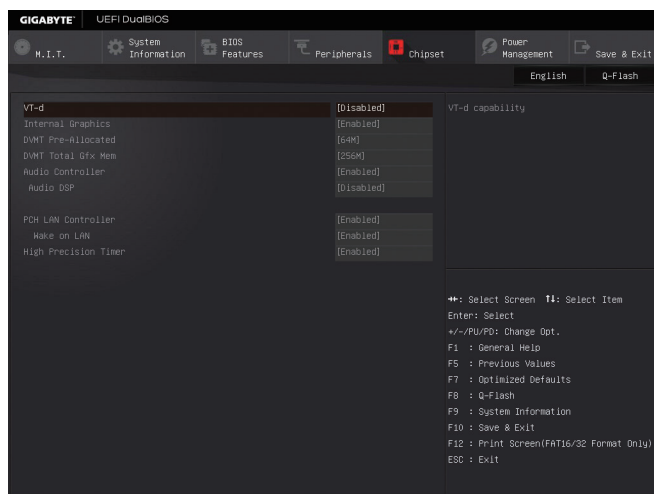 GIGABYTE™ UEFI DualBIOS
M.I.T.
System Information
BIOS Features
Peripherals
Chipset
Power Management
Save & Exit
English Q-Flash
VT-d [Disabled] VT-d capability
Internal Graphics [Enabled]
DVMT Pre-Allocated [64M]
DVMT Total Gfx Mem [256M]
Audio Controller [Enabled]
Audio DSP [Disabled]
PCH LAN Controller [Enabled]
Wake on LAN [Enabled]
High Precision Timer [Enabled]
→←: Select Screen ↑↓: Select Item
Enter: Select
+/-/PU/PD: Change Opt.
F1 : General Help
F5 : Previous Values
F7 : Optimized Defaults
F8 : Q-Flash
F9 : System Information
F10 : Save & Exit
F12 : Print Screen(FAT16/32 Format Only)
ESC : Exit